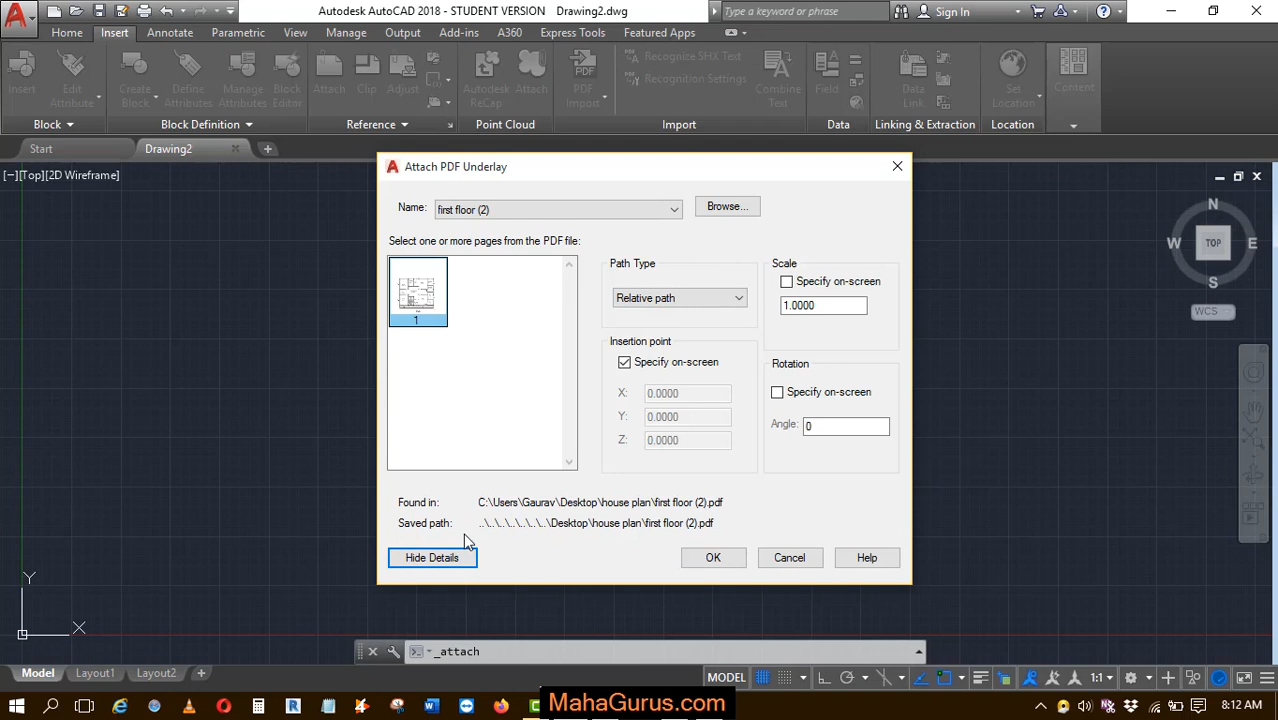 Autodesk AutoCAD 2018 - STUDENT VERSION Drawing2.dwg
Type a keyword or phrase
Sign In
Home Insert Annotate Parametric View Manage Output Add-ins A360 Express Tools Featured Apps
Insert
Edit Attribute
Create Block
Define Attributes
Manage Attributes
Block Editor
Attach
Clip
Adjust
Autodesk ReCap
Attach
PDF Import
Recognize SHX Text
Recognition Settings
Combine Text
Field
Data Link
Set Location
Content
Block Block Definition Reference Point Cloud Import Data Linking & Extraction Location
Start Drawing2
[−][Top][2D Wireframe]
Attach PDF Underlay
Name: first floor (2) Browse...
Select one or more pages from the PDF file:
1
Path Type
Relative path
Scale
Specify on-screen
1.0000
Insertion point
Specify on-screen
X: 0.0000
Y: 0.0000
Z: 0.0000
Rotation
Specify on-screen
Angle: 0
Found in: C:\Users\Gaurav\Desktop\house plan\first floor (2).pdf
Saved path: ..\..\..\..\..\..\..\Desktop\house plan\first floor (2).pdf
Hide Details OK Cancel Help
N
W TOP E
S
WCS
Y
X
_attach
Model Layout1 Layout2
MODEL 1:1
MahaGurus.com
8:12 AM